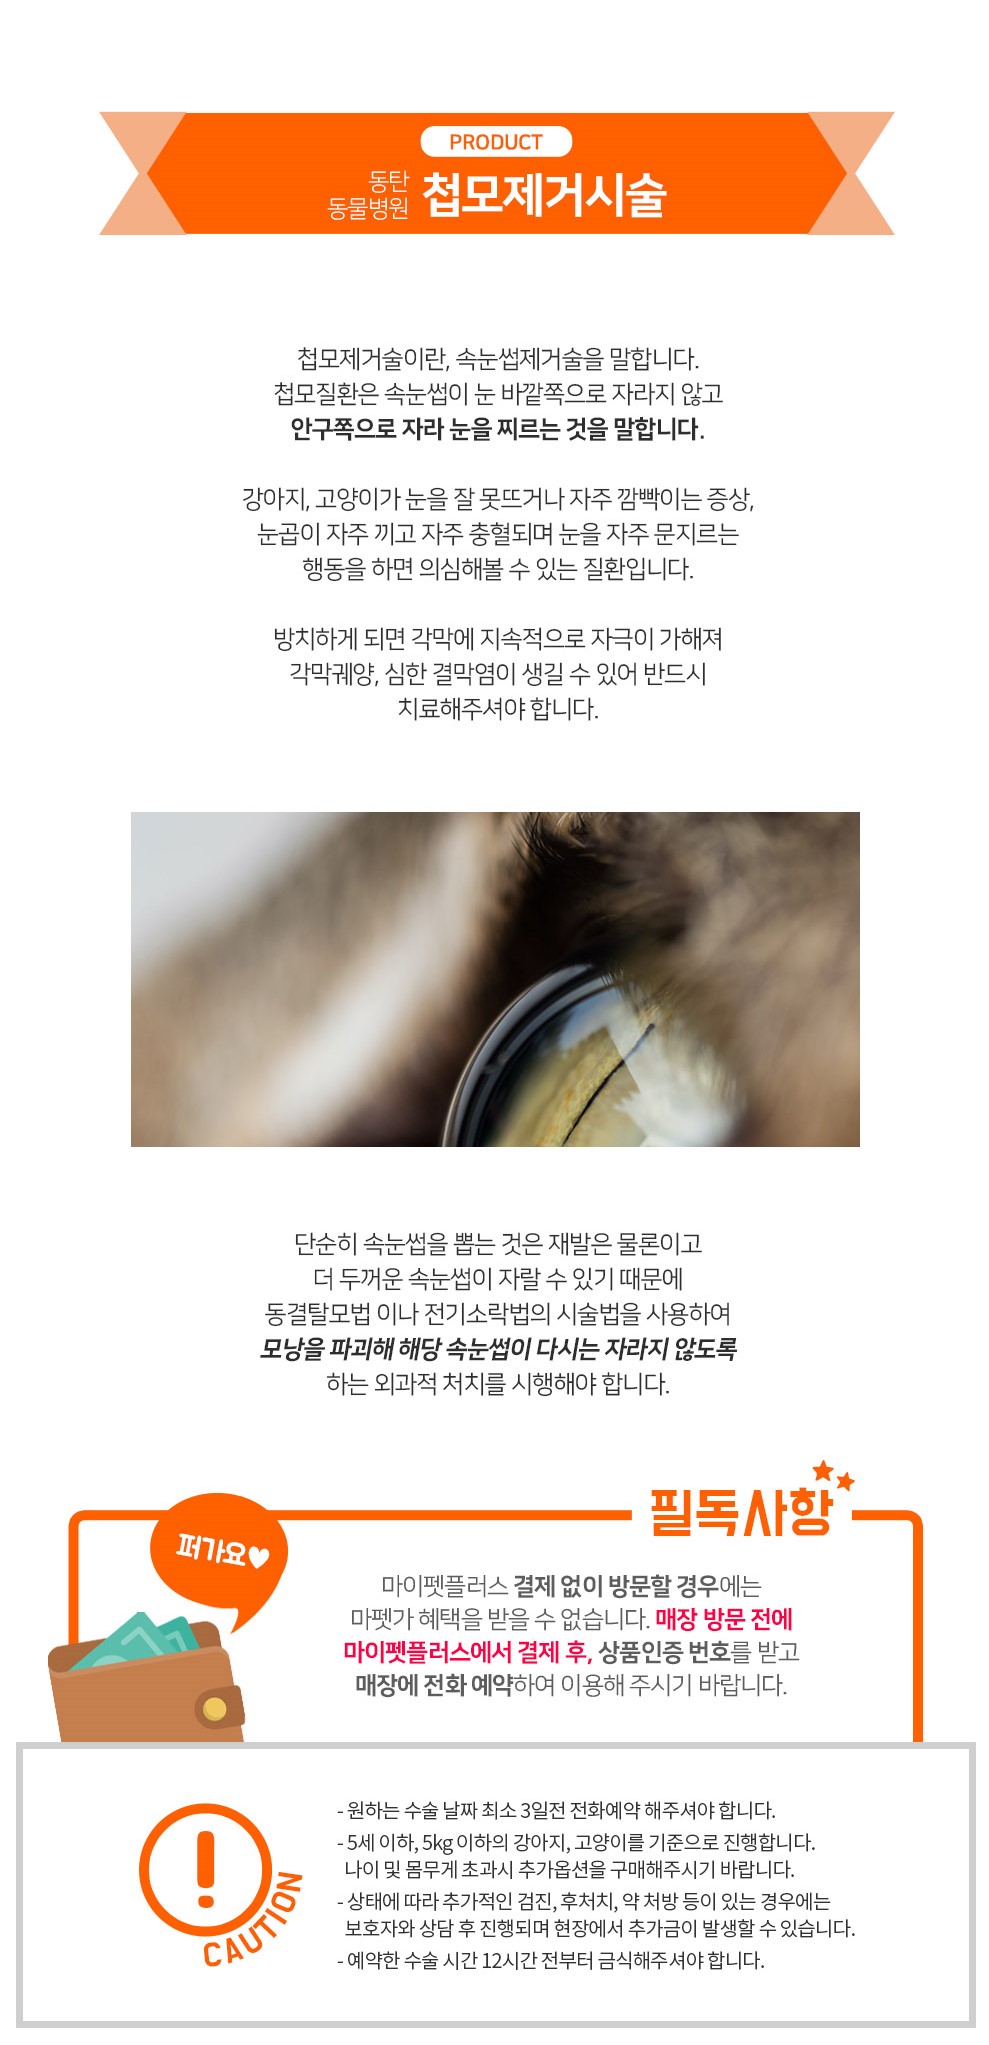 PRODUCT
동탄
동물병원
첩모제거시술
첩모제거술이란, 속눈썹제거술을 말합니다.
첩모질환은 속눈썹이 눈 바깥쪽으로 자라지 않고
안구쪽으로 자라 눈을 찌르는 것을 말합니다.
강아지, 고양이가 눈을 잘 못뜨거나 자주 깜빡이는 증상,
눈곱이 자주 끼고 자주 충혈되며 눈을 자주 문지르는
행동을 하면 의심해볼 수 있는 질환입니다.
방치하게 되면 각막에 지속적으로 자극이 가해져
각막궤양, 심한 결막염이 생길 수 있어 반드시
치료해주셔야 합니다.
단순히 속눈썹을 뽑는 것은 재발은 물론이고
더 두꺼운 속눈썹이 자랄 수 있기 때문에
동결탈모법 이나 전기소락법의 시술법을 사용하여
모낭을 파괴해 해당 속눈썹이 다시는 자라지 않도록
하는 외과적 처치를 시행해야 합니다.
필독사항
퍼가요
마이펫플러스 결제 없이 방문할 경우에는
마펫가 혜택을 받을 수 없습니다. 매장 방문 전에
마이펫플러스에서 결제 후, 상품인증 번호를 받고
매장에 전화 예약하여 이용해 주시기 바랍니다.
CAUTION
- 원하는 수술 날짜 최소 3일전 전화예약 해주셔야 합니다.
- 5세 이하, 5kg 이하의 강아지, 고양이를 기준으로 진행합니다.
나이 및 몸무게 초과시 추가옵션을 구매해주시기 바랍니다.
- 상태에 따라 추가적인 검진, 후처치, 약 처방 등이 있는 경우에는
보호자와 상담 후 진행되며 현장에서 추가금이 발생할 수 있습니다.
- 예약한 수술 시간 12시간 전부터 금식해주셔야 합니다.